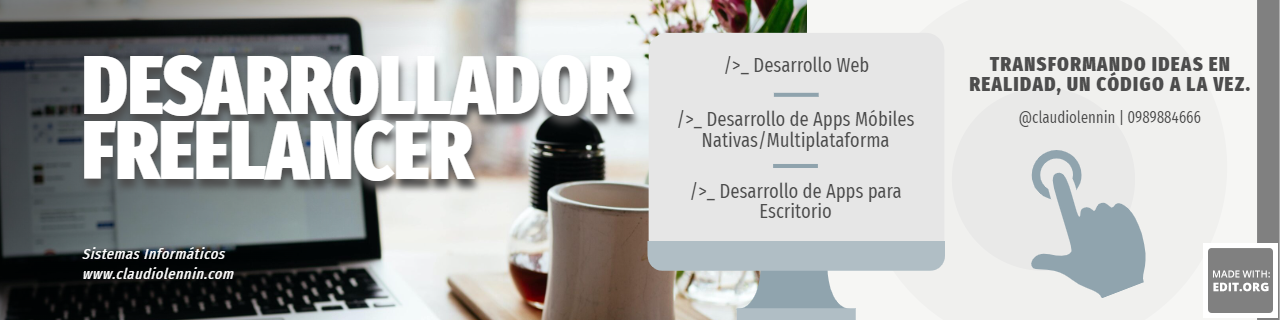 DESARROLLADOR
FREELANCER
Sistemas Informáticos
www.claudiolennin.com
/>_ Desarrollo Web
/>_ Desarrollo de Apps Móbiles
Nativas/Multiplataforma
/>_ Desarrollo de Apps para
Escritorio
TRANSFORMANDO IDEAS EN
REALIDAD, UN CÓDIGO A LA VEZ.
@claudiolennin | 0989884666
MADE WITH:
EDIT.ORG